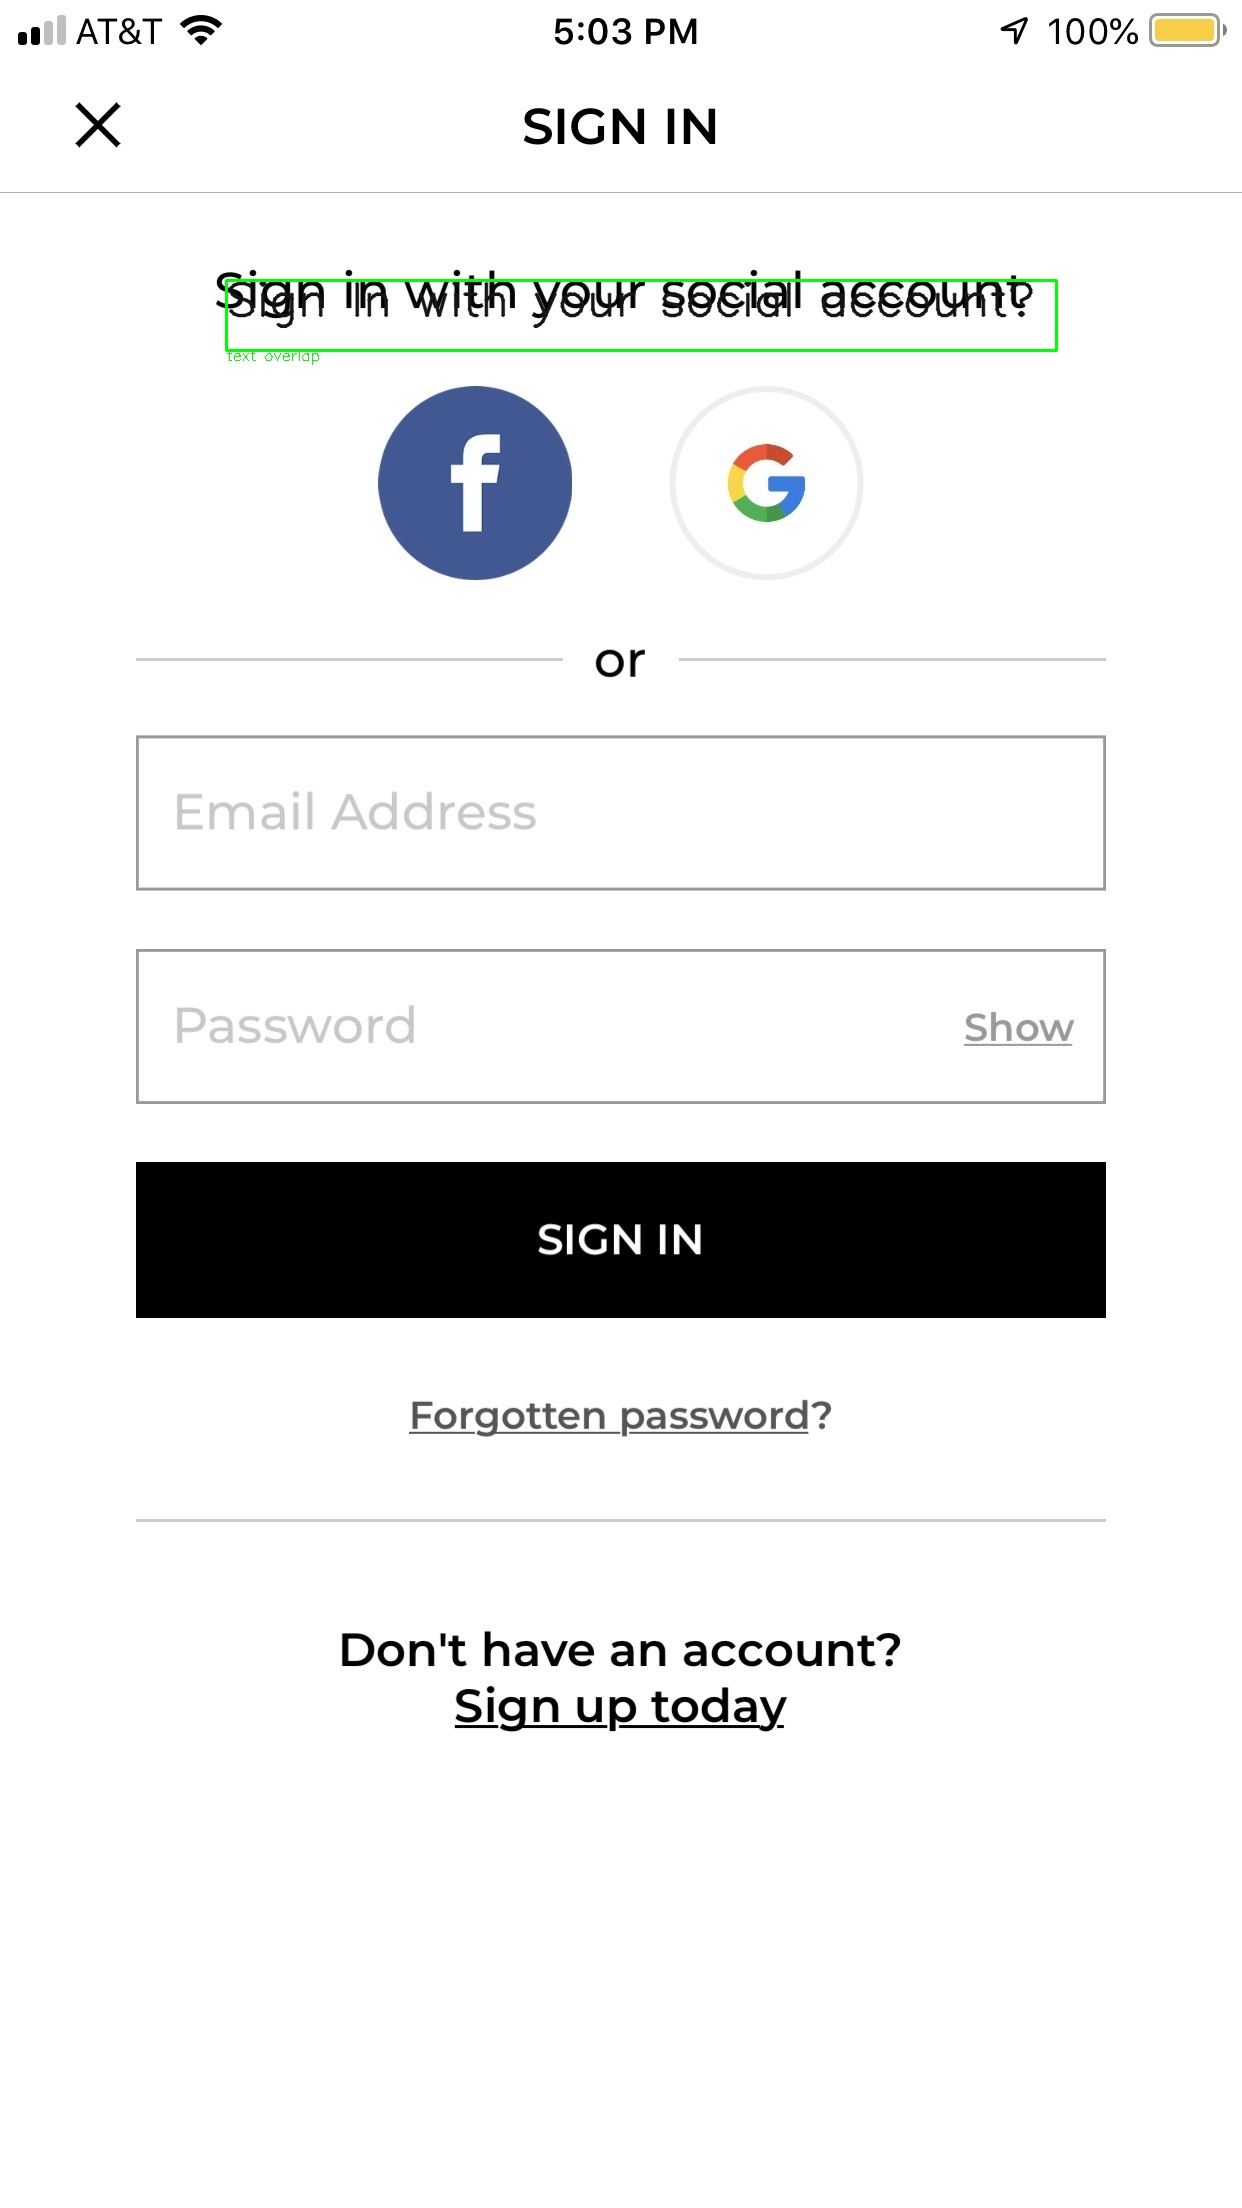 AT&T 5:03 PM 100%
SIGN IN
Sign in with your social account
Sign in with your social account?
text overlap
f G
or
Email Address
Password Show
SIGN IN
Forgotten password?
Don't have an account?
Sign up today